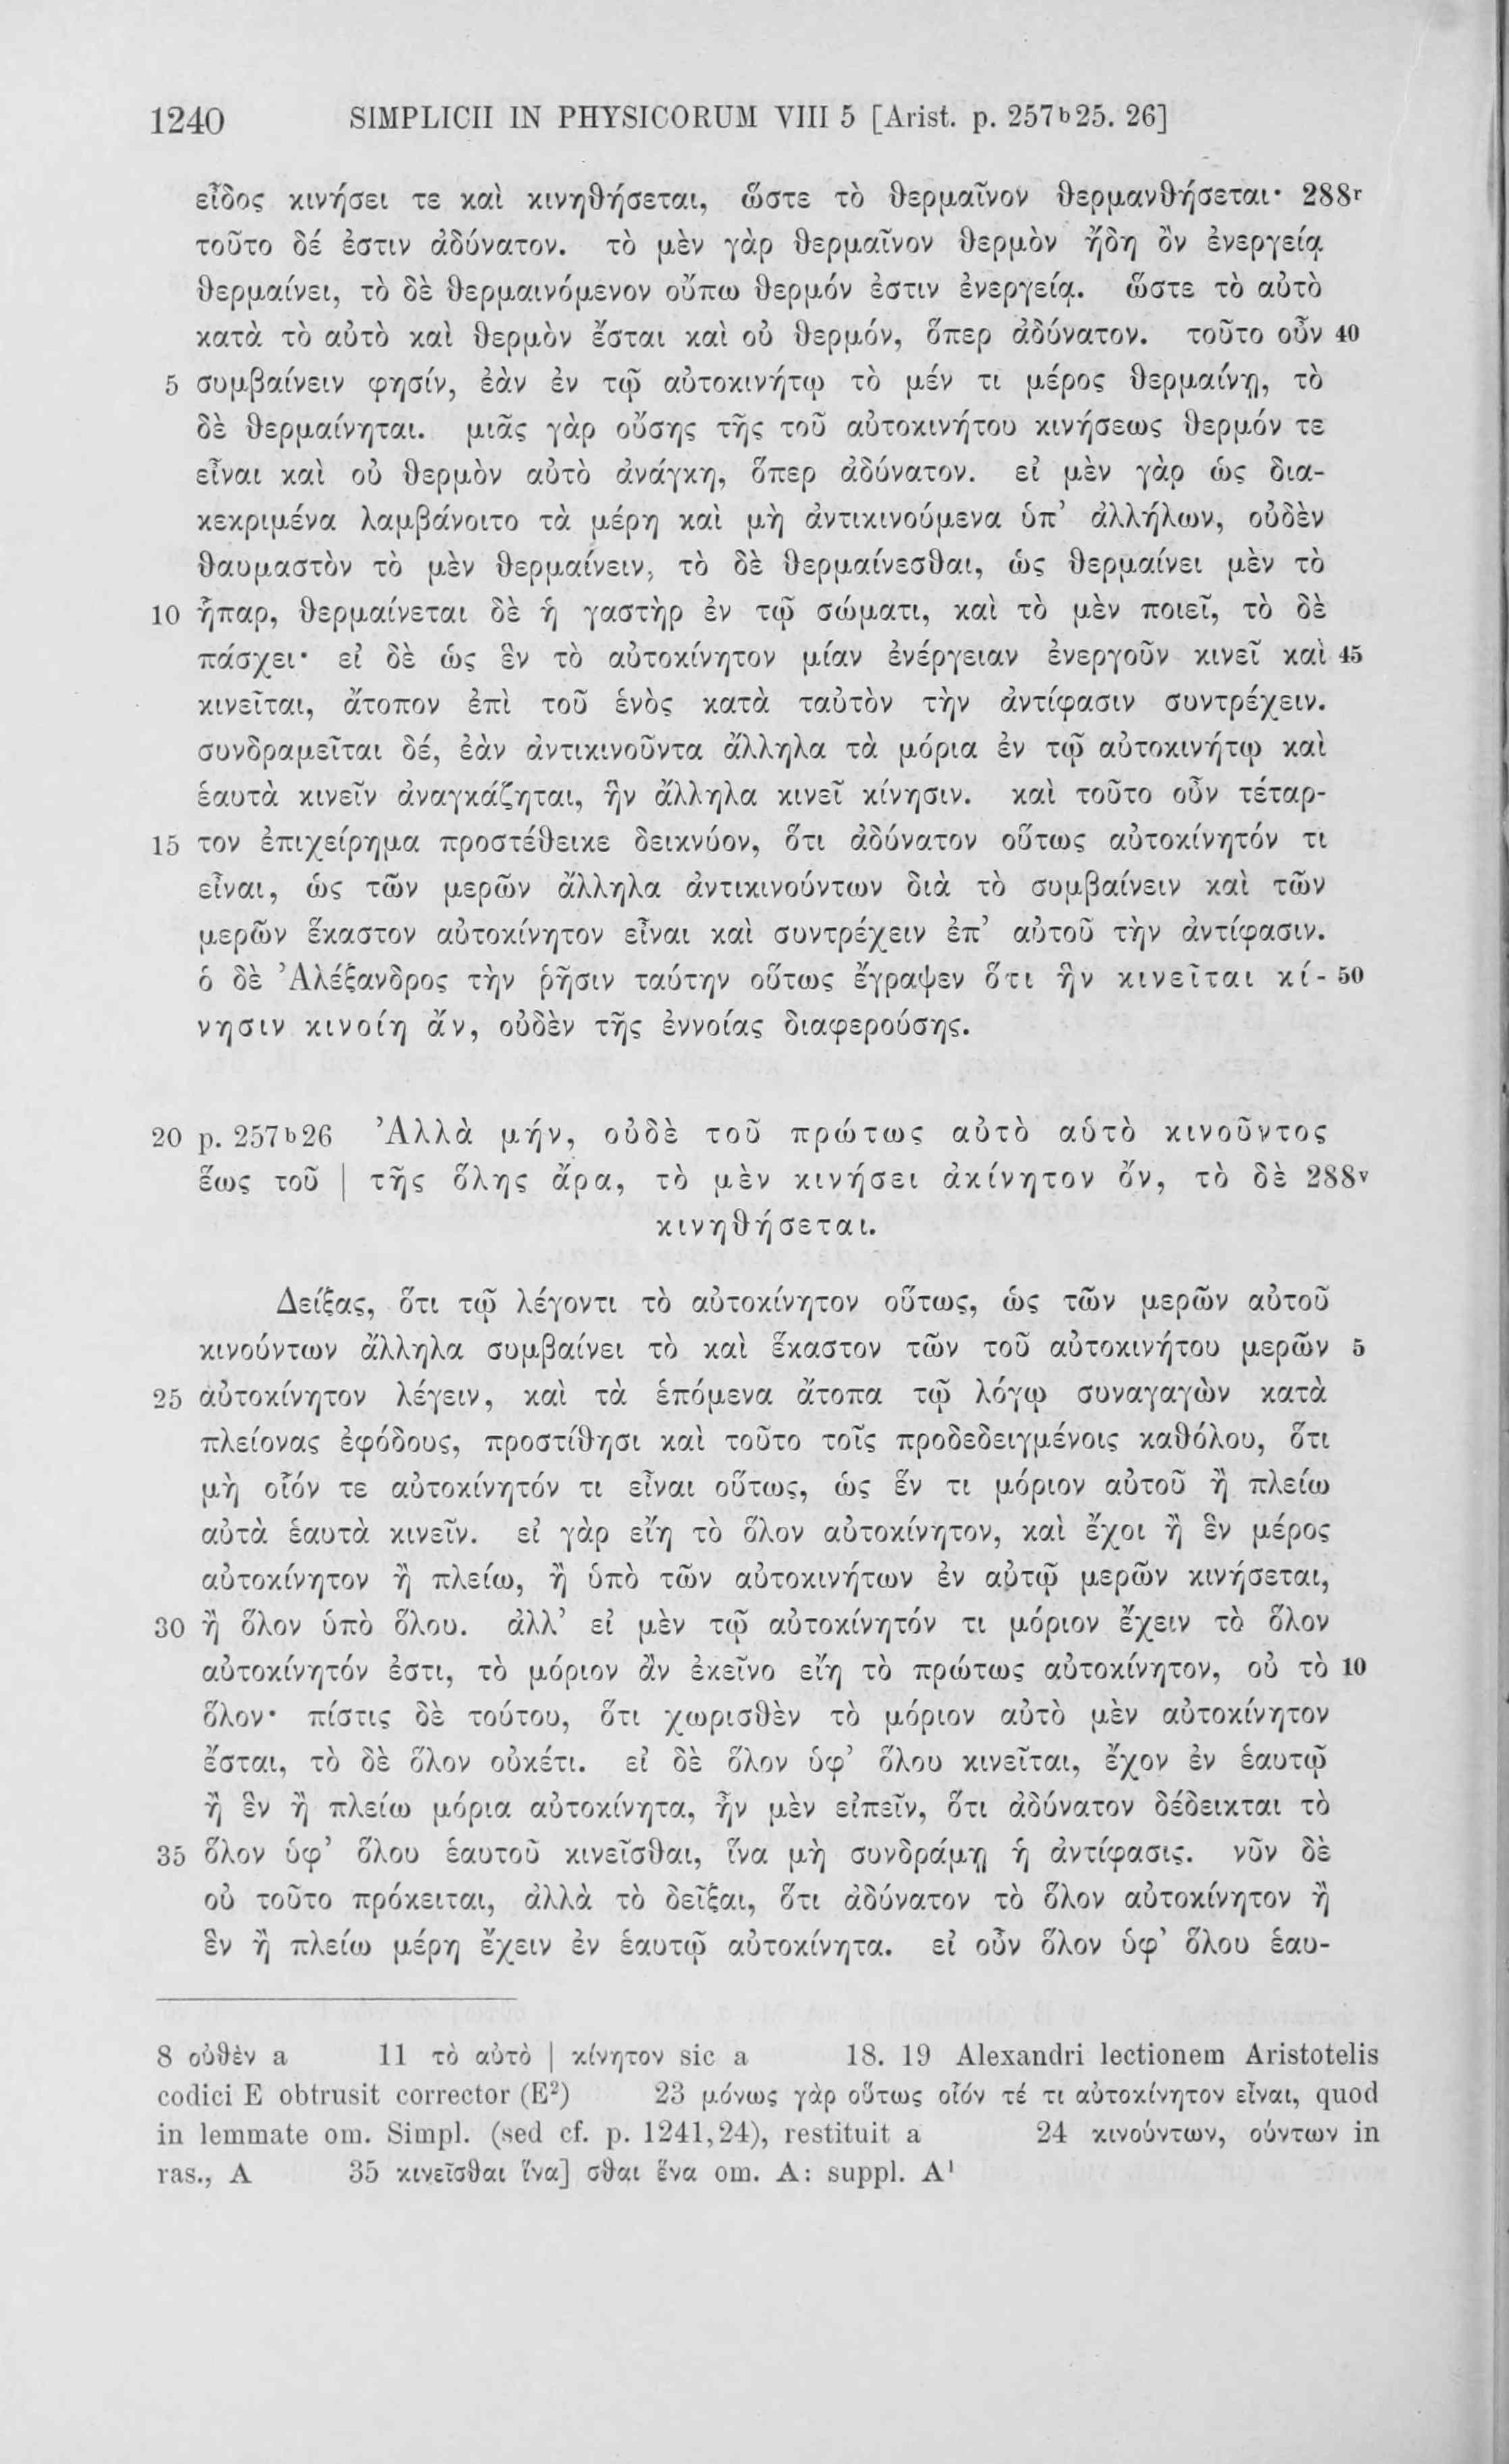 1240 SIMPLICII IN PHYSICORUM VIII 5 [Arist. p. 257b25. 26]
εἶδος κινήσει τε καὶ κινηθήσεται, ὥστε τὸ θερμαῖνον θερμανθήσεται· 288r
τοῦτο δέ ἐστιν ἀδύνατον. τὸ μὲν γὰρ θερμαῖνον θερμὸν ἤδη ὂν ἐνεργείᾳ
θερμαίνει, τὸ δὲ θερμαινόμενον οὔπω θερμόν ἐστιν ἐνεργείᾳ. ὥστε τὸ αὐτὸ
κατὰ τὸ αὐτὸ καὶ θερμὸν ἔσται καὶ οὐ θερμόν, ὅπερ ἀδύνατον. τοῦτο οὖν 40
5 συμβαίνειν φησίν, ἐὰν ἐν τῷ αὐτοκινήτῳ τὸ μέν τι μέρος θερμαίνῃ, τὸ
δὲ θερμαίνηται. μιᾶς γὰρ οὔσης τῆς τοῦ αὐτοκινήτου κινήσεως θερμόν τε
εἶναι καὶ οὐ θερμὸν αὐτὸ ἀνάγκη, ὅπερ ἀδύνατον. εἰ μὲν γὰρ ὡς δια-
κεκριμένα λαμβάνοιτο τὰ μέρη καὶ μὴ ἀντικινούμενα ὑπ’ ἀλλήλων, οὐδὲν
θαυμαστὸν τὸ μὲν θερμαίνειν, τὸ δὲ θερμαίνεσθαι, ὡς θερμαίνει μὲν τὸ
10 ἧπαρ, θερμαίνεται δὲ ἡ γαστὴρ ἐν τῷ σώματι, καὶ τὸ μὲν ποιεῖ, τὸ δὲ
πάσχει· εἰ δὲ ὡς ἓν τὸ αὐτοκίνητον μίαν ἐνέργειαν ἐνεργοῦν κινεῖ καὶ 45
κινεῖται, ἄτοπον ἐπὶ τοῦ ἑνὸς κατὰ ταὐτὸν τὴν ἀντίφασιν συντρέχειν.
συνδραμεῖται δέ, ἐὰν ἀντικινοῦντα ἄλληλα τὰ μόρια ἐν τῷ αὐτοκινήτῳ καὶ
ἑαυτὰ κινεῖν ἀναγκάζηται, ἣν ἄλληλα κινεῖ κίνησιν. καὶ τοῦτο οὖν τέταρ-
15 τον ἐπιχείρημα προστέθεικε δεικνύον, ὅτι ἀδύνατον οὕτως αὐτοκίνητόν τι
εἶναι, ὡς τῶν μερῶν ἄλληλα ἀντικινούντων διὰ τὸ συμβαίνειν καὶ τῶν
μερῶν ἕκαστον αὐτοκίνητον εἶναι καὶ συντρέχειν ἐπ’ αὐτοῦ τὴν ἀντίφασιν.
ὁ δὲ Ἀλέξανδρος τὴν ῥῆσιν ταύτην οὕτως ἔγραψεν ὅτι ἣν κινεῖται κί- 50
νησιν κινοίη ἄν, οὐδὲν τῆς ἐννοίας διαφερούσης.
20 p. 257b26 Ἀλλὰ μήν, οὐδὲ τοῦ πρώτως αὐτὸ αὑτὸ κινοῦντος
ἕως τοῦ | τῆς ὅλης ἄρα, τὸ μὲν κινήσει ἀκίνητον ὄν, τὸ δὲ 288v
κινηθήσεται.
Δείξας, ὅτι τῷ λέγοντι τὸ αὐτοκίνητον οὕτως, ὡς τῶν μερῶν αὐτοῦ
κινούντων ἄλληλα συμβαίνει τὸ καὶ ἕκαστον τῶν τοῦ αὐτοκινήτου μερῶν 5
25 αὐτοκίνητον λέγειν, καὶ τὰ ἑπόμενα ἄτοπα τῷ λόγῳ συναγαγὼν κατὰ
πλείονας ἐφόδους, προστίθησι καὶ τοῦτο τοῖς προδεδειγμένοις καθόλου, ὅτι
μὴ οἷόν τε αὐτοκίνητόν τι εἶναι οὕτως, ὡς ἕν τι μόριον αὐτοῦ ἢ πλείω
αὐτὰ ἑαυτὰ κινεῖν. εἰ γὰρ εἴη τὸ ὅλον αὐτοκίνητον, καὶ ἔχοι ἢ ἓν μέρος
αὐτοκίνητον ἢ πλείω, ἢ ὑπὸ τῶν αὐτοκινήτων ἐν αὐτῷ μερῶν κινήσεται,
30 ἢ ὅλον ὑπὸ ὅλου. ἀλλ’ εἰ μὲν τῷ αὐτοκίνητόν τι μόριον ἔχειν τὸ ὅλον
αὐτοκίνητόν ἐστι, τὸ μόριον ἂν ἐκεῖνο εἴη τὸ πρώτως αὐτοκίνητον, οὐ τὸ 10
ὅλον· πίστις δὲ τούτου, ὅτι χωρισθὲν τὸ μόριον αὐτὸ μὲν αὐτοκίνητον
ἔσται, τὸ δὲ ὅλον οὐκέτι. εἰ δὲ ὅλον ὑφ’ ὅλου κινεῖται, ἔχον ἐν ἑαυτῷ
ἢ ἓν ἢ πλείω μόρια αὐτοκίνητα, ἦν μὲν εἰπεῖν, ὅτι ἀδύνατον δέδεικται τὸ
35 ὅλον ὑφ’ ὅλου ἑαυτοῦ κινεῖσθαι, ἵνα μὴ συνδράμῃ ἡ ἀντίφασις. νῦν δὲ
οὐ τοῦτο πρόκειται, ἀλλὰ τὸ δεῖξαι, ὅτι ἀδύνατον τὸ ὅλον αὐτοκίνητον ἢ
ἓν ἢ πλείω μέρη ἔχειν ἐν ἑαυτῷ αὐτοκίνητα. εἰ οὖν ὅλον ὑφ’ ὅλου ἑαυ-
8 οὐθὲν a 11 τὸ αὐτὸ | κίνητον sic a 18. 19 Alexandri lectionem Aristotelis
codici E obtrusit corrector (E2) 23 μόνως γὰρ οὕτως οἷόν τέ τι αὐτοκίνητον εἶναι, quod
in lemmate om. Simpl. (sed cf. p. 1241,24), restituit a 24 κινούντων, ούντων in
ras., A 35 κινεῖσθαι ἵνα] σθαι ἕνα om. A: suppl. A1